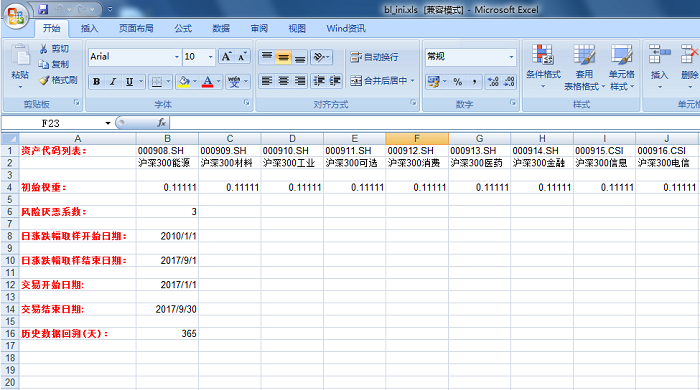 bl_ini.xls [兼容模式] - Microsoft Excel
开始 插入 页面布局 公式 数据 审阅 视图 Wind资讯
粘贴 剪切 复制 格式刷
剪贴板
Arial 10 A A
B I U A 变
字体
自动换行
合并后居中
对齐方式
常规
% , .0 .00 .00 .0
数字
条件格式 套用表格格式 单元格样式
样式
插入 删除
单元格
F23 fx
A B C D E F G H I J
1 资产代码列表: 000908.SH 000909.SH 000910.SH 000911.SH 000912.SH 000913.SH 000914.SH 000915.CSI 000916.CSI
2 沪深300能源 沪深300材料 沪深300工业 沪深300可选 沪深300消费 沪深300医药 沪深300金融 沪深300信息 沪深300电信
3
4 初始权重: 0.11111 0.11111 0.11111 0.11111 0.11111 0.11111 0.11111 0.11111 0.11111
5
6 风险厌恶系数: 3
7
8 日涨跌幅取样开始日期: 2010/1/1
9
10 日涨跌幅取样结束日期: 2017/9/1
11
12 交易开始日期: 2017/1/1
13
14 交易结束日期: 2017/9/30
15
16 历史数据回溯(天): 365
17
18
19
20